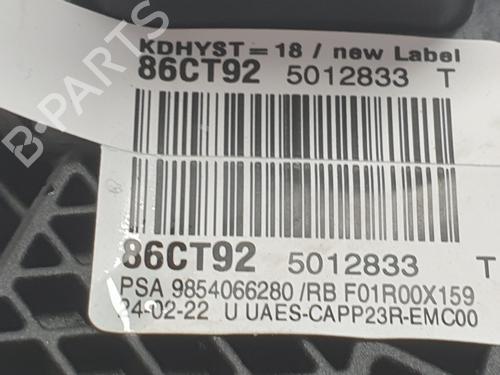 KDHYST=18 / new Label
86CT92 5012833 T
86CT92 5012833 T
PSA 9854066280 /RB F01R00X159
24-02-22 U UAES-CAPP23R-EMC00
B-PARTS